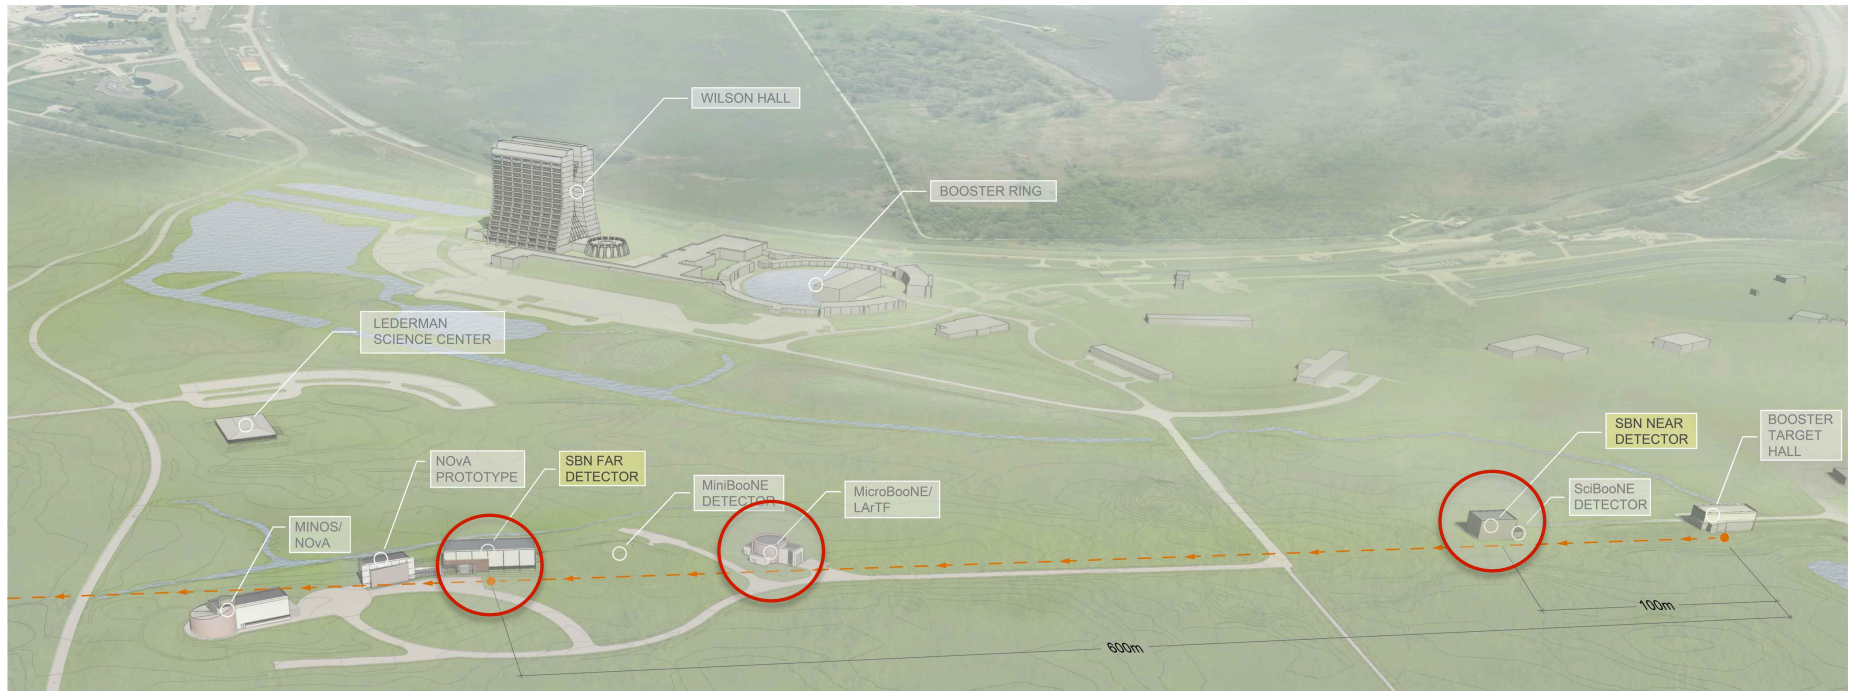 WILSON HALL
BOOSTER RING
LEDERMAN
SCIENCE CENTER
NOvA
PROTOTYPE
SBN FAR
DETECTOR
MiniBooNE
DETECTOR
MicroBooNE/
LArTF
MINOS/
NOvA
SBN NEAR
DETECTOR
SciBooNE
DETECTOR
BOOSTER
TARGET
HALL
100m
600m